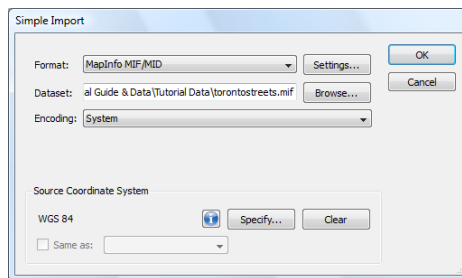 Simple Import
Format: MapInfo MIF/MID Settings... OK
Dataset: al Guide & Data\Tutorial Data\torontostreets.mif Browse... Cancel
Encoding: System
Source Coordinate System
WGS 84 Specify... Clear
Same as: